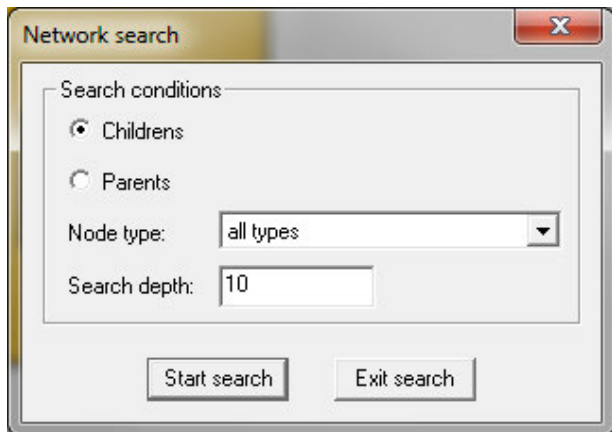 Network search
Search conditions
Childrens
Parents
Node type: all types
Search depth: 10
Start search Exit search